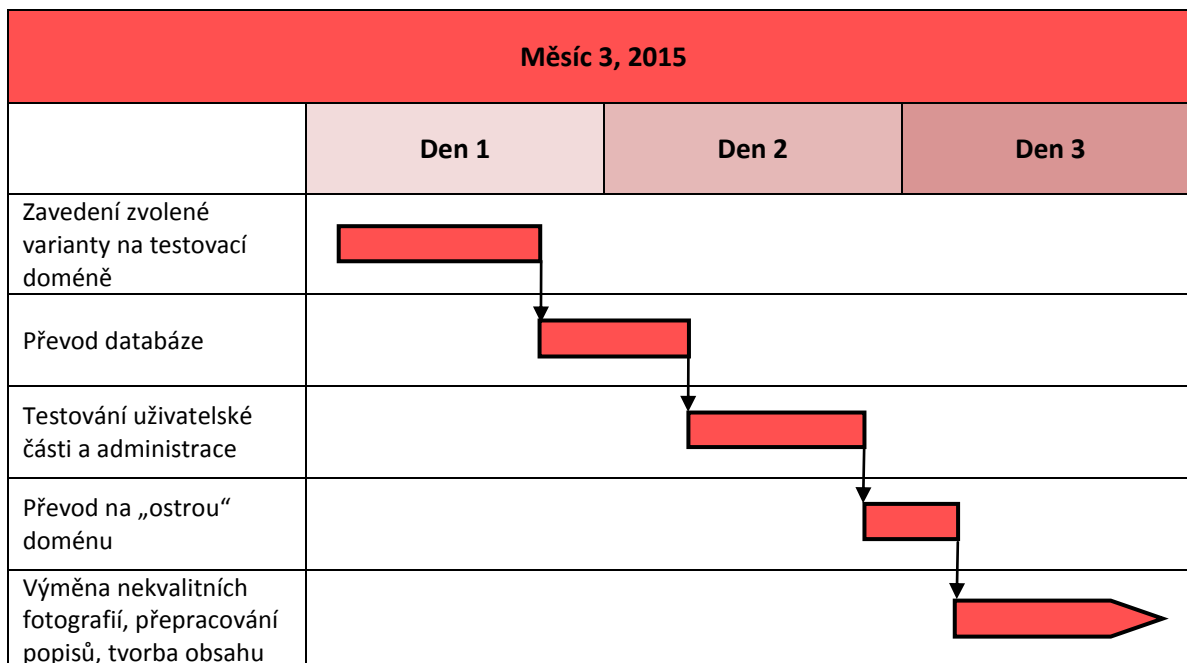 Měsíc 3, 2015
Den 1
Den 2
Den 3
Zavedení zvolené
varianty na testovací
doméně
Převod databáze
Testování uživatelské
části a administrace
Převod na „ostrou“
doménu
Výměna nekvalitních
fotografií, přepracování
popisů, tvorba obsahu